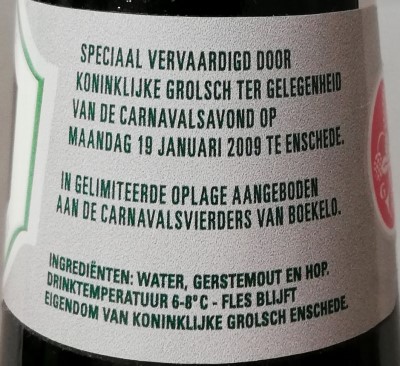 SPECIAAL VERVAARDIGD DOOR
KONINKLIJKE GROLSCH TER GELEGENHEID
VAN DE CARNAVALSAVOND OP
MAANDAG 19 JANUARI 2009 TE ENSCHEDE.
IN GELIMITEERDE OPLAGE AANGEBODEN
AAN DE CARNAVALSVIERDERS VAN BOEKELO.
INGREDIËNTEN: WATER, GERSTEMOUT EN HOP.
DRINKTEMPERATUUR 6-8°C - FLES BLIJFT
EIGENDOM VAN KONINKLIJKE GROLSCH ENSCHEDE.